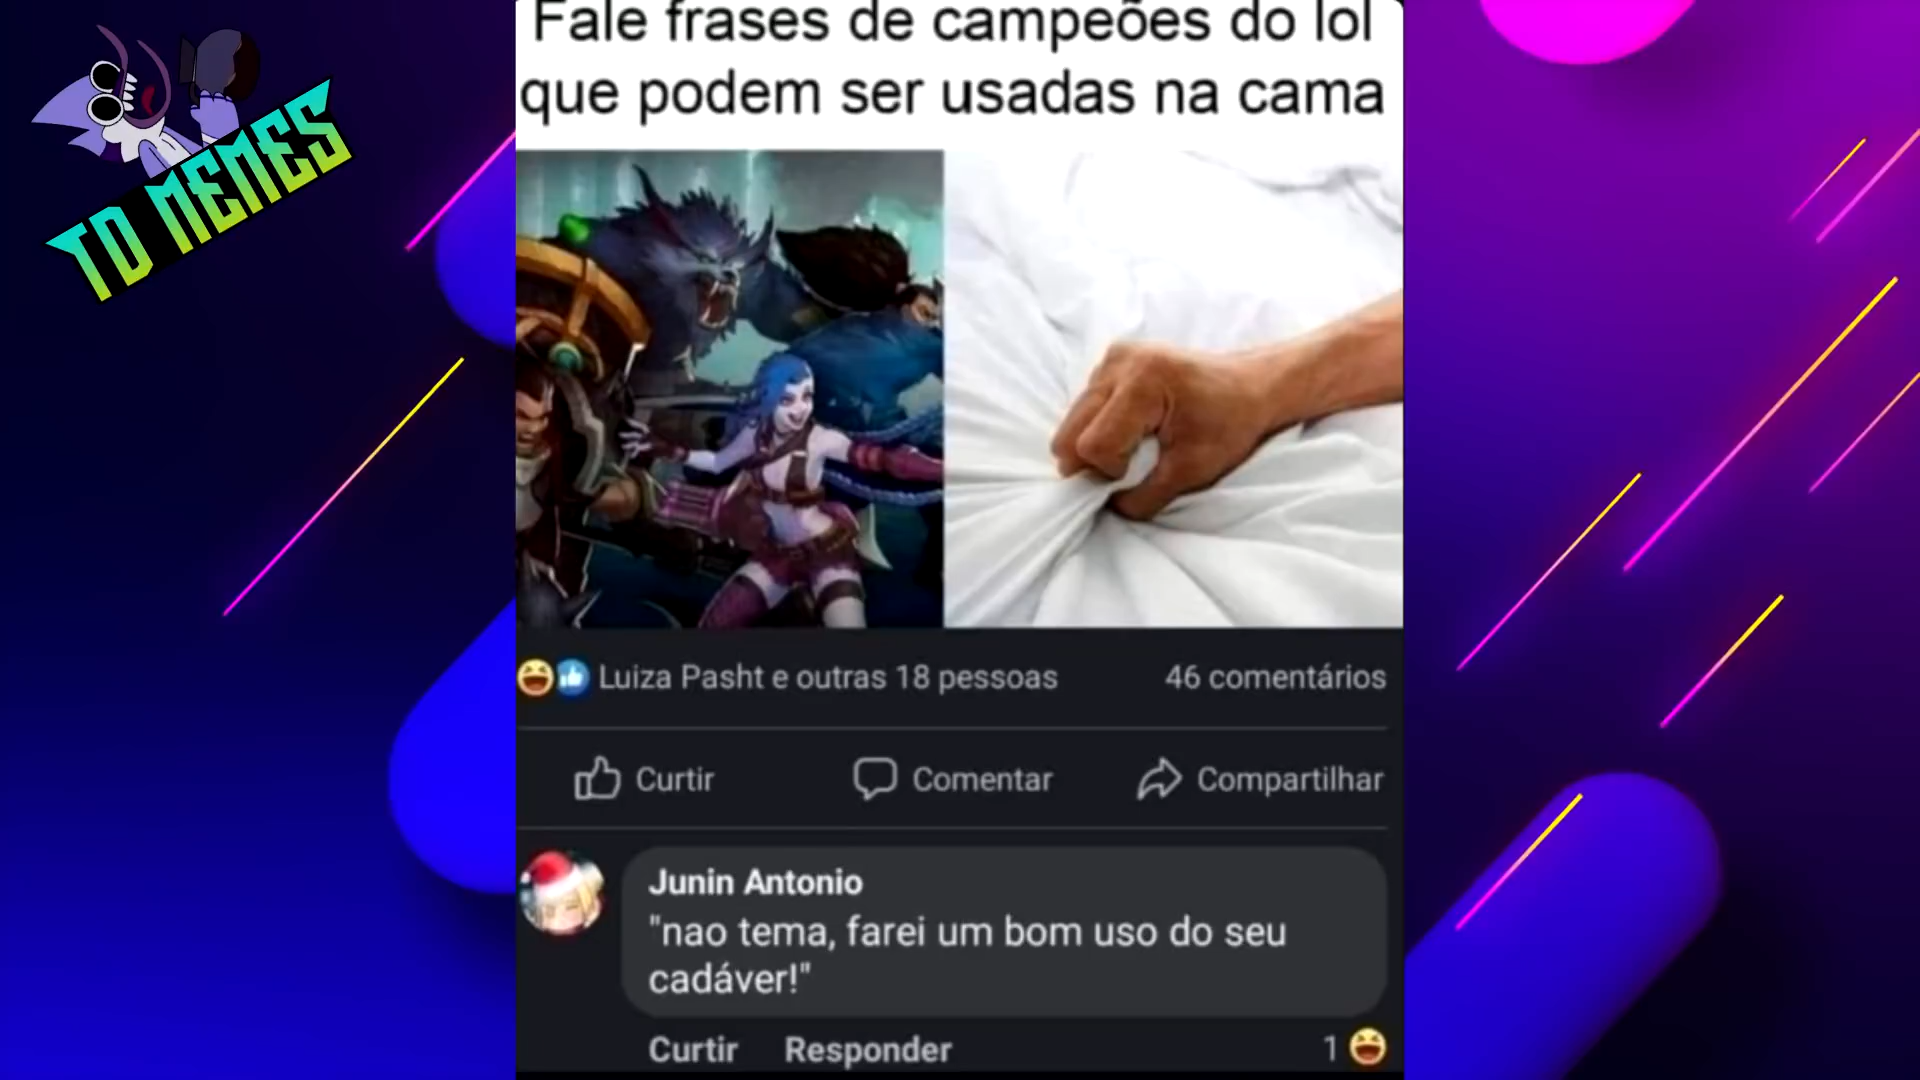 Fale frases de campeões do lol
que podem ser usadas na cama
TD MEMES
Luiza Pasht e outras 18 pessoas
46 comentários
Curtir
Comentar
Compartilhar
Junin Antonio
"nao tema, farei um bom uso do seu
cadáver!"
Curtir
Responder
1